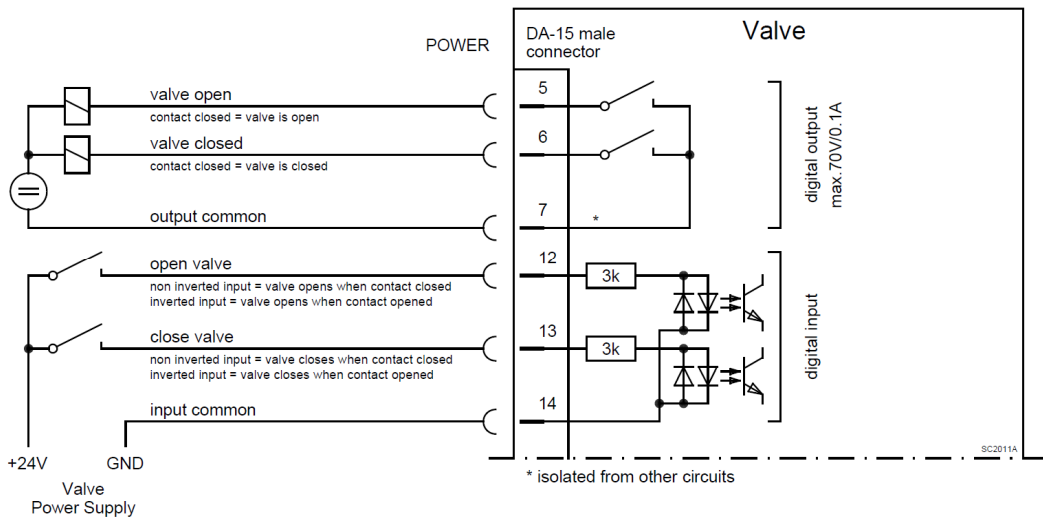 Valve
DA-15 male
connector
POWER
5
valve open
contact closed = valve is open
6
valve closed
contact closed = valve is closed
digital output
max.70V/0.1A
7
output common
*
12
open valve
3k
non inverted input = valve opens when contact closed
inverted input = valve opens when contact opened
13
close valve
3k
non inverted input = valve closes when contact closed
inverted input = valve closes when contact opened
digital input
14
input common
SC2011A
+24V
GND
* isolated from other circuits
Valve
Power Supply